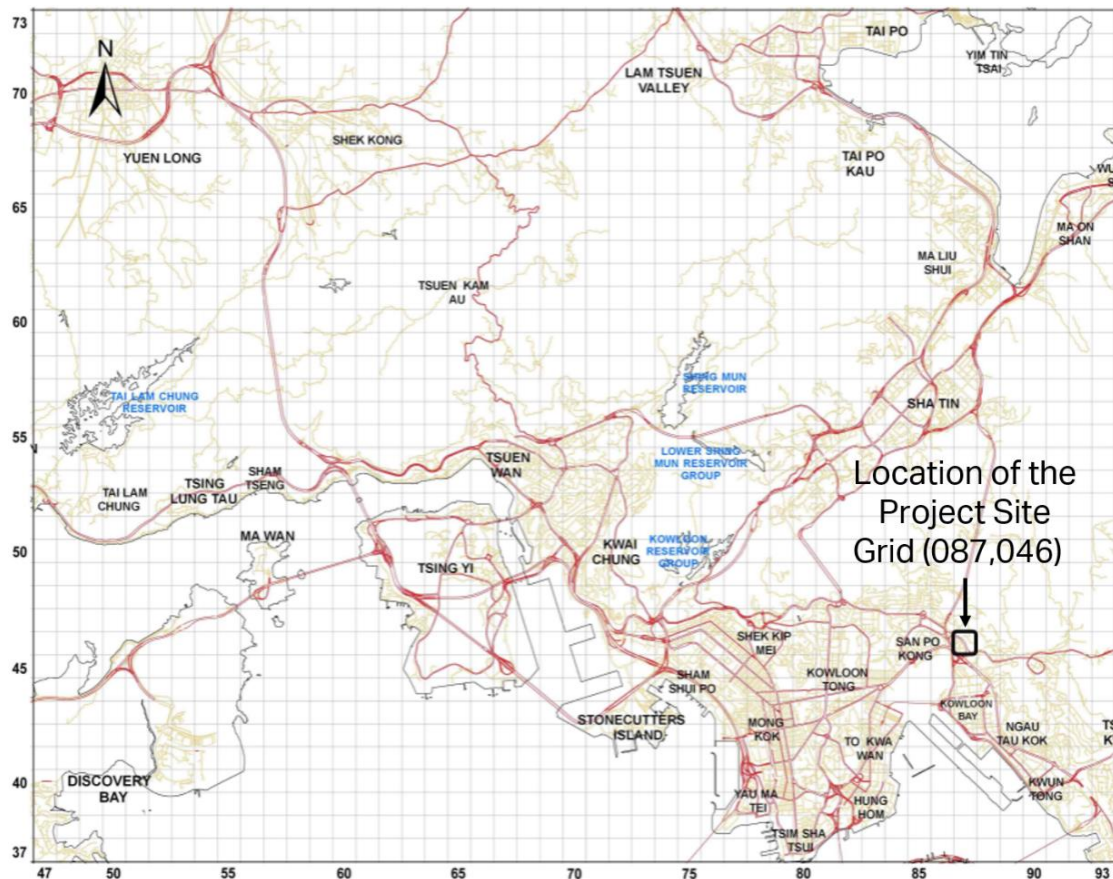 73
TAI PO
YIM TIN
TSAI
N
LAM TSUEN
VALLEY
70
SHEK KONG
YUEN LONG
TAI PO
KAU
WU
S
65
MA ON
SHAN
MA LIU
SHUI
TSUEN KAM
AU
60
SHING MUN
RESERVOIR
TAI LAM CHUNG
RESERVOIR
SHA TIN
55
TSUEN
WAN
LOWER SHING
MUN RESERVOIR
GROUP
SHAM
TSENG
TSING
LUNG TAU
TAI LAM
CHUNG
Location of the
Project Site
Grid (087,046)
MA WAN
50
KWAI
CHUNG
KOWLOON
RESERVOIR
GROUP
TSING YI
SHEK KIP
MEI
SAN PO
KONG
45
SHAM
SHUI PO
KOWLOON
TONG
KOWLOON
BAY
STONECUTTERS
ISLAND
MONG
KOK
NGAU
TAU KOK
TS
K
TO KWA
WAN
40
DISCOVERY
BAY
YAU MA
TEI
HUNG
HOM
KWUN
TONG
TSIM SHA
TSUI
37
47 50 55 60 65 70 75 80 85 90 93